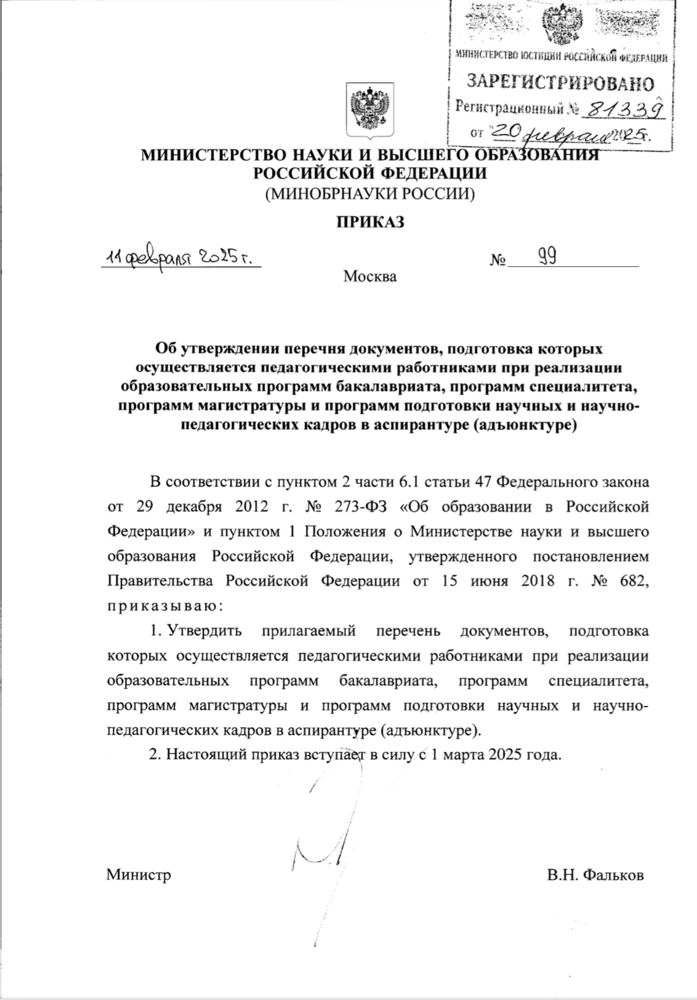 МИНИСТЕРСТВО ЮСТИЦИИ РОССИЙСКОЙ ФЕДЕРАЦИИ
ЗАРЕГИСТРИРОВАНО
Регистрационный № 81339
от "20 февраля 2025г.
МИНИСТЕРСТВО НАУКИ И ВЫСШЕГО ОБРАЗОВАНИЯ
РОССИЙСКОЙ ФЕДЕРАЦИИ
(МИНОБРНАУКИ РОССИИ)
ПРИКАЗ
11 февраля 2025 г. № 99
Москва
Об утверждении перечня документов, подготовка которых
осуществляется педагогическими работниками при реализации
образовательных программ бакалавриата, программ специалитета,
программ магистратуры и программ подготовки научных и научно-
педагогических кадров в аспирантуре (адъюнктуре)
В соответствии с пунктом 2 части 6.1 статьи 47 Федерального закона
от 29 декабря 2012 г. № 273-ФЗ «Об образовании в Российской
Федерации» и пунктом 1 Положения о Министерстве науки и высшего
образования Российской Федерации, утвержденного постановлением
Правительства Российской Федерации от 15 июня 2018 г. № 682,
приказываю:
1. Утвердить прилагаемый перечень документов, подготовка
которых осуществляется педагогическими работниками при реализации
образовательных программ бакалавриата, программ специалитета,
программ магистратуры и программ подготовки научных и научно-
педагогических кадров в аспирантуре (адъюнктуре).
2. Настоящий приказ вступает в силу с 1 марта 2025 года.
Министр В.Н. Фальков